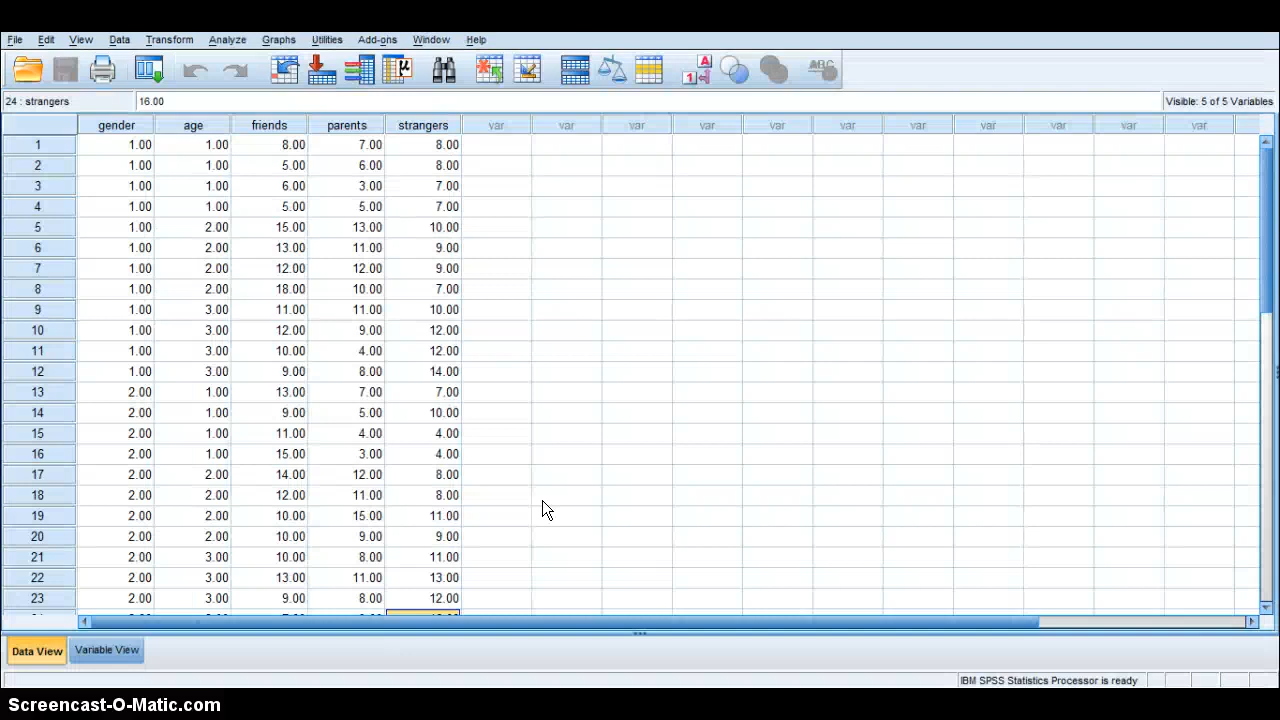 File Edit View Data Transform Analyze Graphs Utilities Add-ons Window Help
24 : strangers 16.00 Visible: 5 of 5 Variables
gender age friends parents strangers var var var var var var var var var var var
1 1.00 1.00 8.00 7.00 8.00
2 1.00 1.00 5.00 6.00 8.00
3 1.00 1.00 6.00 3.00 7.00
4 1.00 1.00 5.00 5.00 7.00
5 1.00 2.00 15.00 13.00 10.00
6 1.00 2.00 13.00 11.00 9.00
7 1.00 2.00 12.00 12.00 9.00
8 1.00 2.00 18.00 10.00 7.00
9 1.00 3.00 11.00 11.00 10.00
10 1.00 3.00 12.00 9.00 12.00
11 1.00 3.00 10.00 4.00 12.00
12 1.00 3.00 9.00 8.00 14.00
13 2.00 1.00 13.00 7.00 7.00
14 2.00 1.00 9.00 5.00 10.00
15 2.00 1.00 11.00 4.00 4.00
16 2.00 1.00 15.00 3.00 4.00
17 2.00 2.00 14.00 12.00 8.00
18 2.00 2.00 12.00 11.00 8.00
19 2.00 2.00 10.00 15.00 11.00
20 2.00 2.00 10.00 9.00 9.00
21 2.00 3.00 10.00 8.00 11.00
22 2.00 3.00 13.00 11.00 13.00
23 2.00 3.00 9.00 8.00 12.00
Data View Variable View
IBM SPSS Statistics Processor is ready
Screencast-O-Matic.com